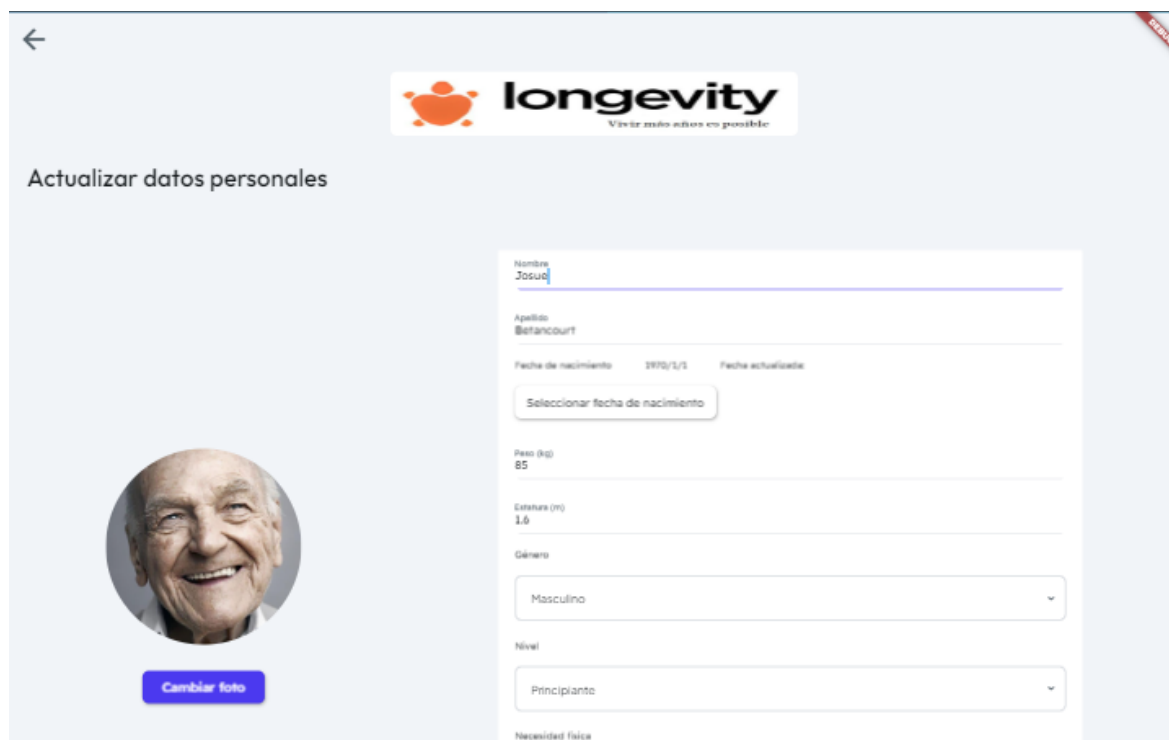 longevity
Vivir más años es posible
Actualizar datos personales
Nombre
Josue
Apellido
Betancourt
Fecha de nacimiento 1970/1/1 Fecha actualizada:
Seleccionar fecha de nacimiento
Peso (kg)
85
Estatura (m)
1.6
Género
Masculino
Nivel
Principiante
Necesidad física
Cambiar foto